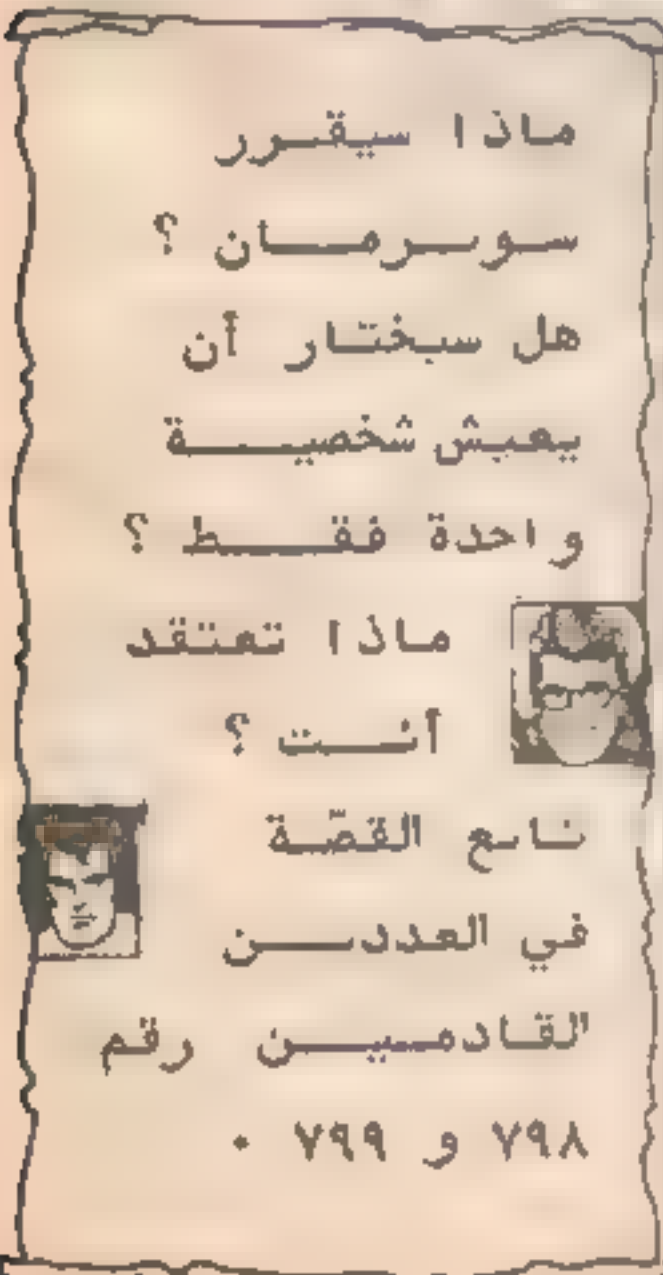 ماذا سيقرر
سوبرمان ؟
هل سيختار أن
يعيش شخصية
واحدة فقط ؟
ماذا تعتقد
أنت ؟
تابع القصّة
في العددين
القادمين رقم
٧٩٨ و ٧٩٩ .